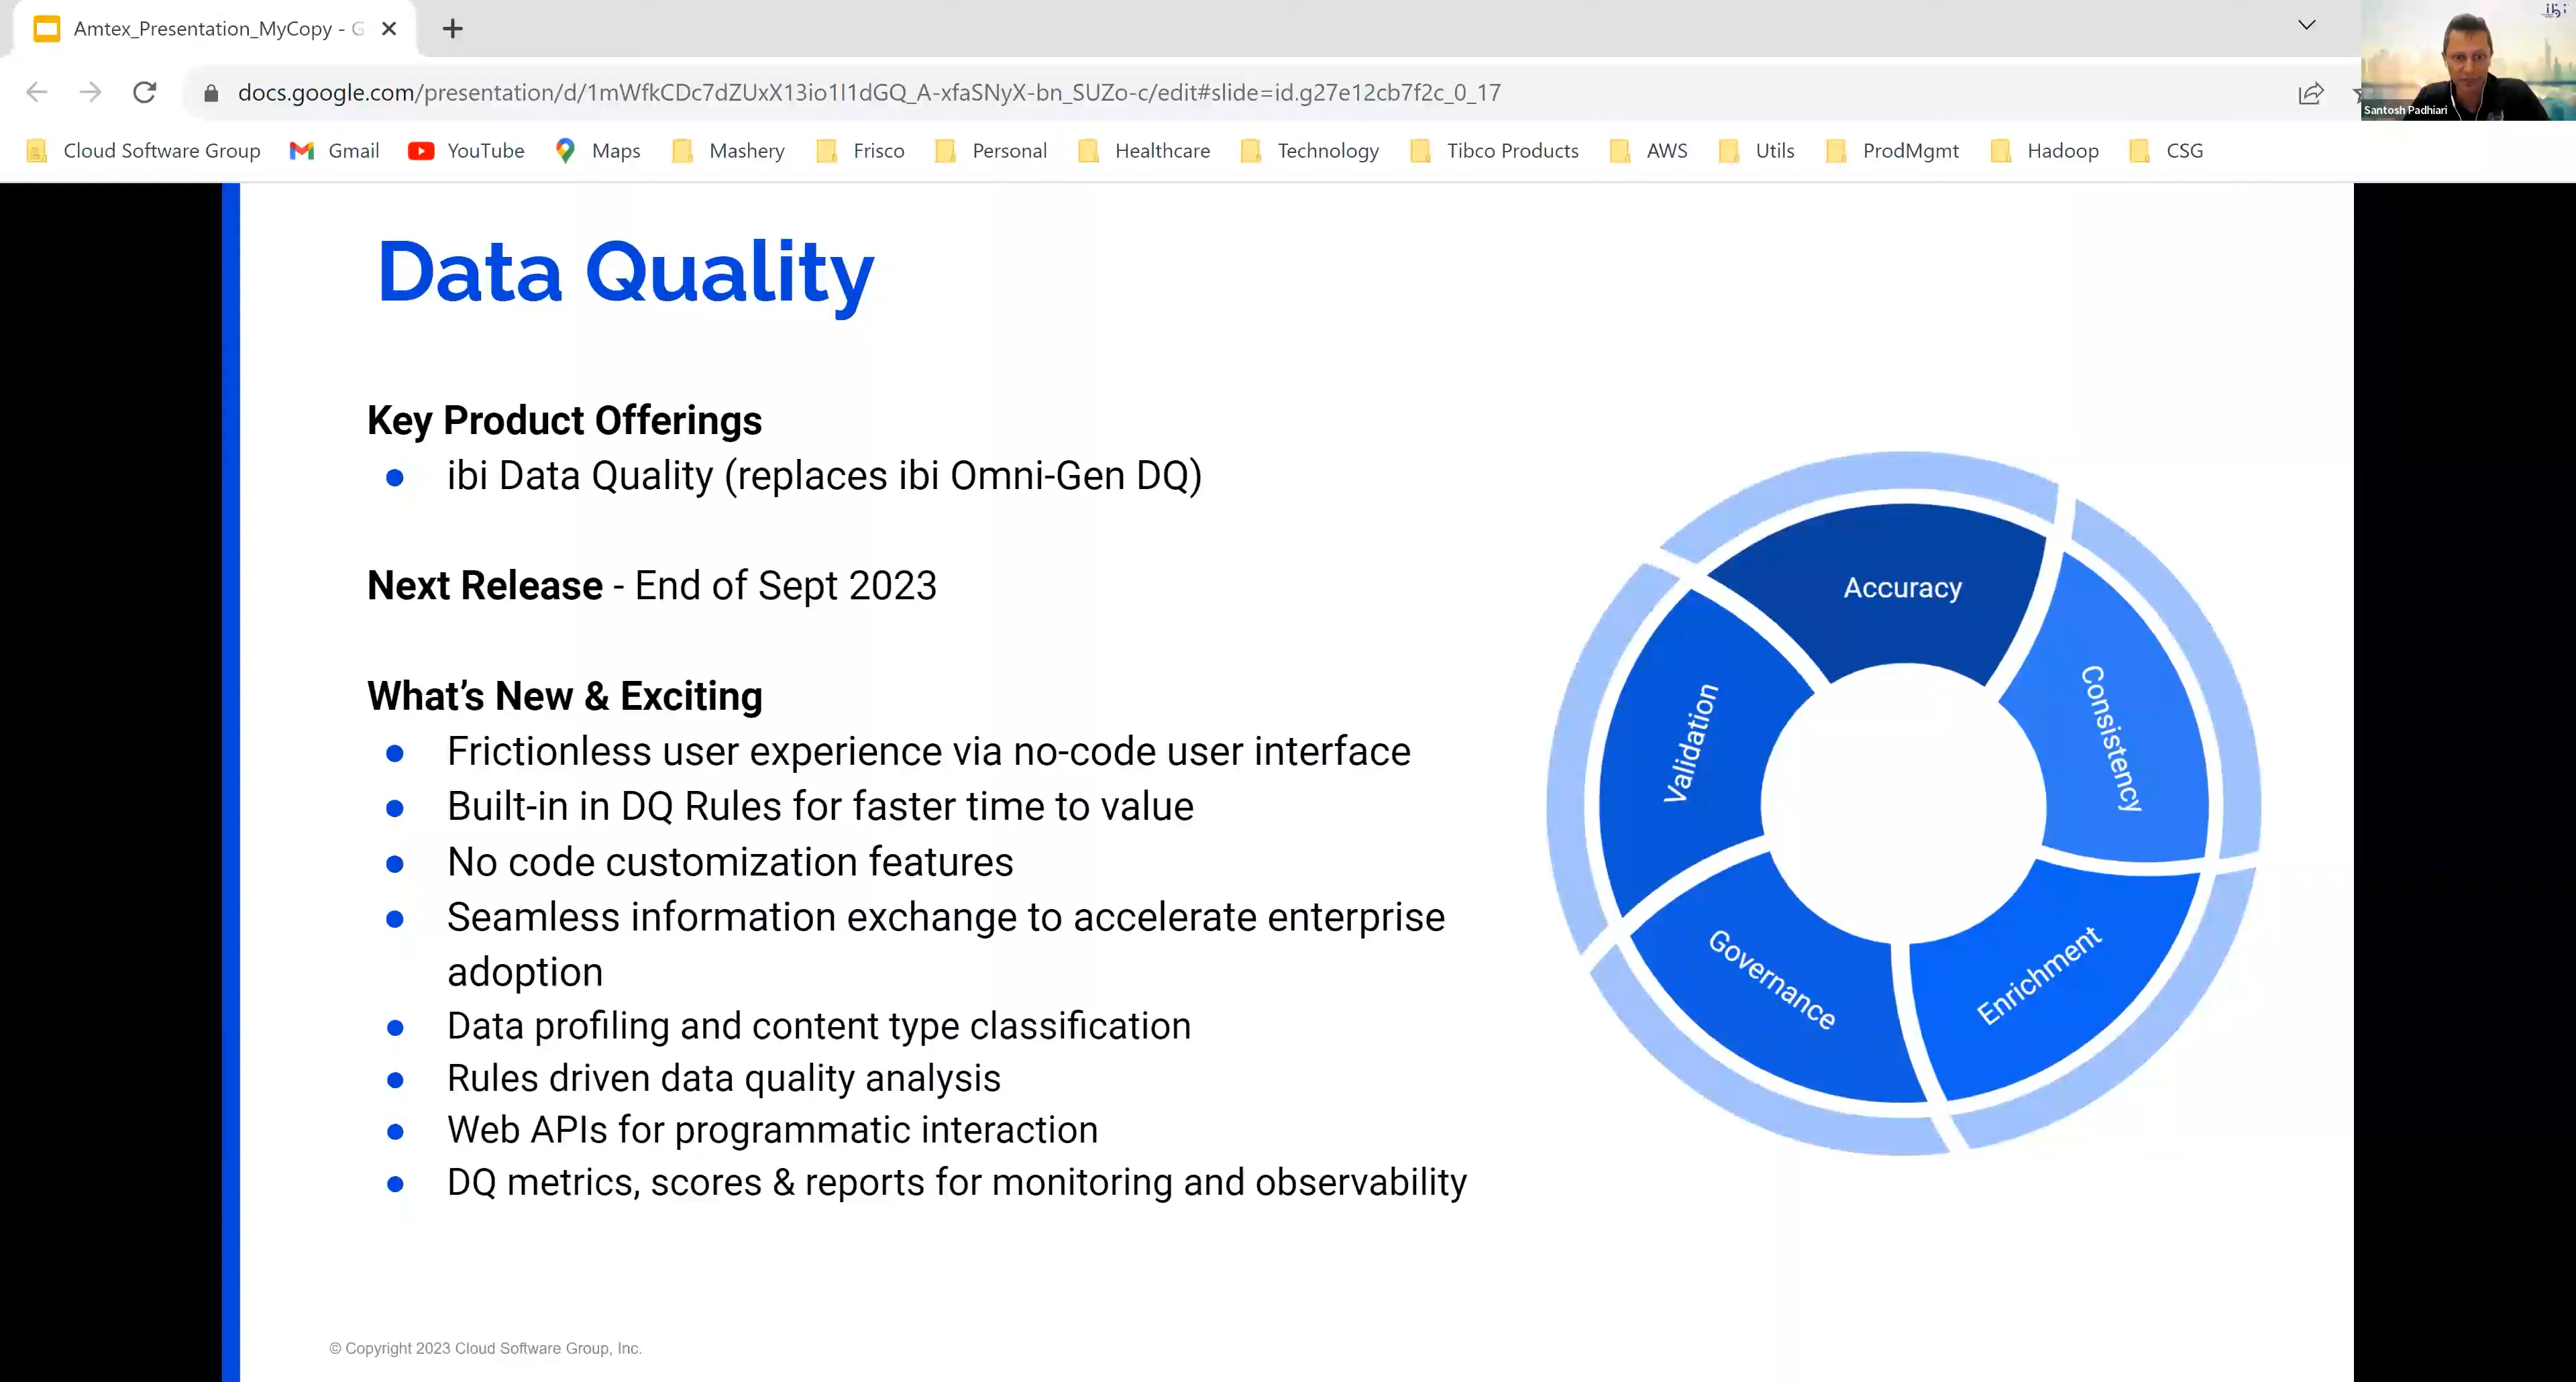 Amtex_Presentation_MyCopy - G
docs.google.com/presentation/d/1mWfkCDc7dZUxX13io1l1dGQ_A-xfaSNyX-bn_SUZo-c/edit#slide=id.g27e12cb7f2c_0_17
ibi
Santosh Padhiari
Cloud Software Group Gmail YouTube Maps Mashery Frisco Personal Healthcare Technology Tibco Products AWS Utils ProdMgmt Hadoop CSG
Data Quality
Key Product Offerings
ibi Data Quality (replaces ibi Omni-Gen DQ)
Next Release - End of Sept 2023
What's New & Exciting
Frictionless user experience via no-code user interface
Built-in in DQ Rules for faster time to value
No code customization features
Seamless information exchange to accelerate enterprise
adoption
Data profiling and content type classification
Rules driven data quality analysis
Web APIs for programmatic interaction
DQ metrics, scores & reports for monitoring and observability
Accuracy
Consistency
Enrichment
Governance
Validation
© Copyright 2023 Cloud Software Group, Inc.